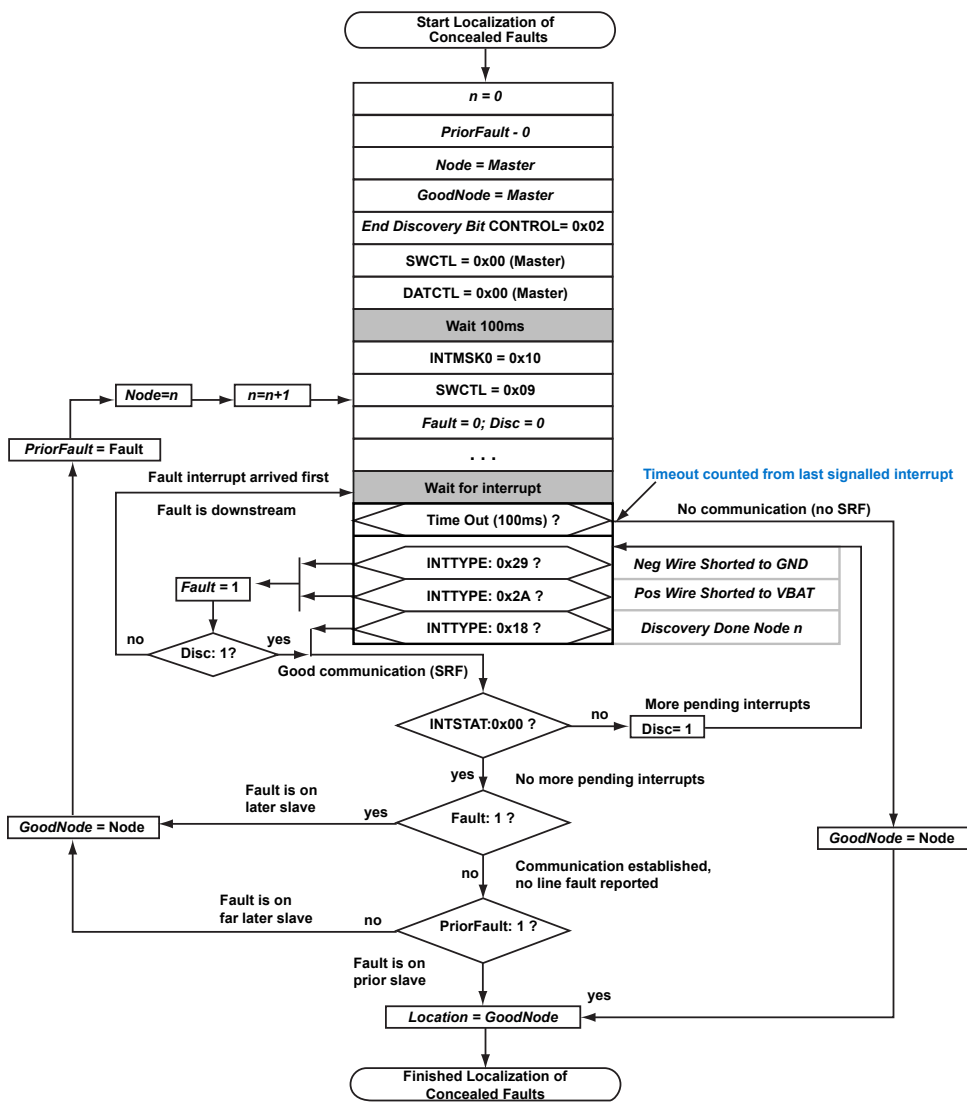 Start Localization of
Concealed Faults
n = 0
PriorFault - 0
Node = Master
GoodNode = Master
End Discovery Bit CONTROL= 0x02
SWCTL = 0x00 (Master)
DATCTL = 0x00 (Master)
Wait 100ms
INTMSK0 = 0x10
Node=n
n=n+1
SWCTL = 0x09
Fault = 0; Disc = 0
PriorFault = Fault
. . .
Fault interrupt arrived first
Wait for interrupt
Timeout counted from last signalled interrupt
Fault is downstream
Time Out (100ms) ?
No communication (no SRF)
INTTYPE: 0x29 ?
Neg Wire Shorted to GND
Fault = 1
INTTYPE: 0x2A ?
Pos Wire Shorted to VBAT
INTTYPE: 0x18 ?
Discovery Done Node n
no
Disc: 1?
yes
Good communication (SRF)
INTSTAT:0x00 ?
no
More pending interrupts
Disc= 1
yes
No more pending interrupts
Fault is on
later slave
GoodNode = Node
yes
Fault: 1 ?
GoodNode = Node
no
Communication established,
no line fault reported
Fault is on
far later slave
no
PriorFault: 1 ?
Fault is on
prior slave
yes
Location = GoodNode
Finished Localization of
Concealed Faults